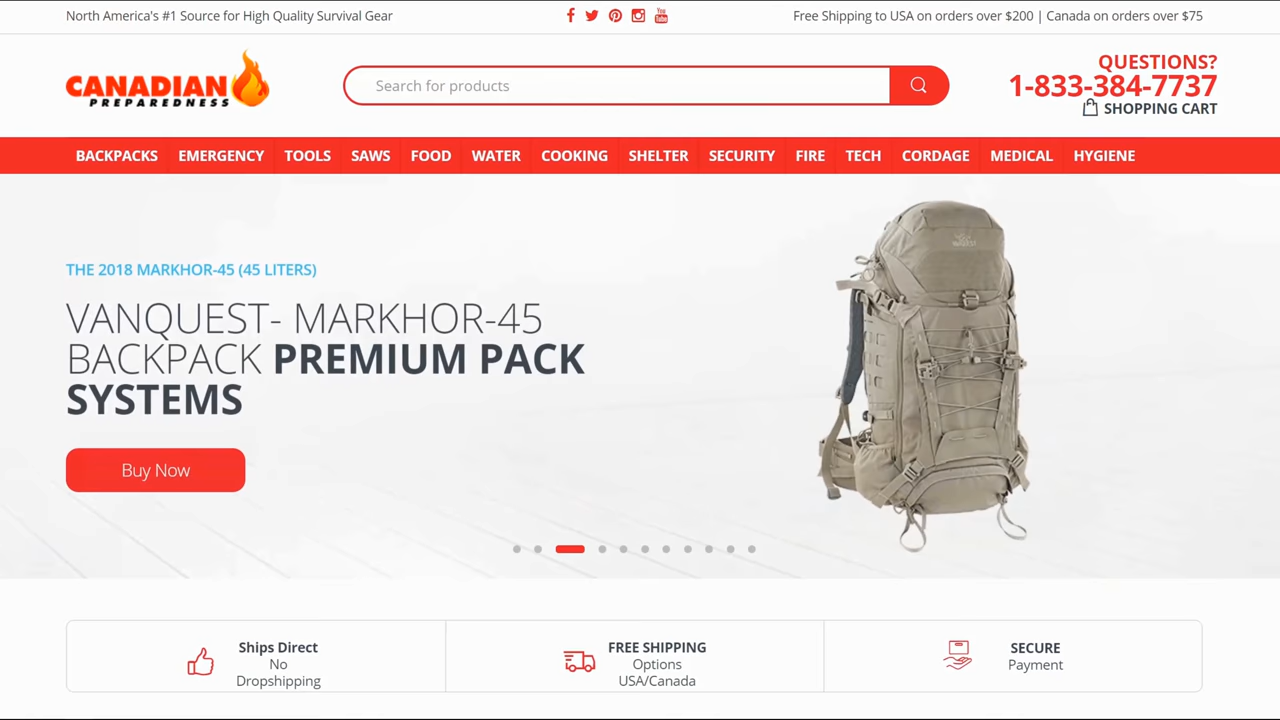 North America's #1 Source for High Quality Survival Gear
Free Shipping to USA on orders over $200 | Canada on orders over $75
CANADIAN
PREPAREDNESS
Search for products
QUESTIONS?
1-833-384-7737
SHOPPING CART
BACKPACKS EMERGENCY TOOLS SAWS FOOD WATER COOKING SHELTER SECURITY FIRE TECH CORDAGE MEDICAL HYGIENE
THE 2018 MARKHOR-45 (45 LITERS)
VANQUEST- MARKHOR-45
BACKPACK PREMIUM PACK
SYSTEMS
Buy Now
Ships Direct
No
Dropshipping
FREE SHIPPING
Options
USA/Canada
SECURE
Payment